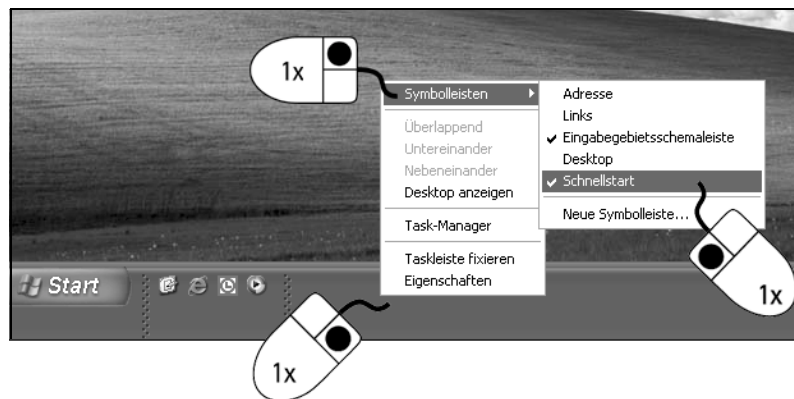 1x
Symbolleisten
Überlappend
Untereinander
Nebeneinander
Desktop anzeigen
Task-Manager
Taskleiste fixieren
Eigenschaften
Adresse
Links
Eingabegebietsschemaleiste
Desktop
Schnellstart
Neue Symbolleiste...
1x
Start
1x